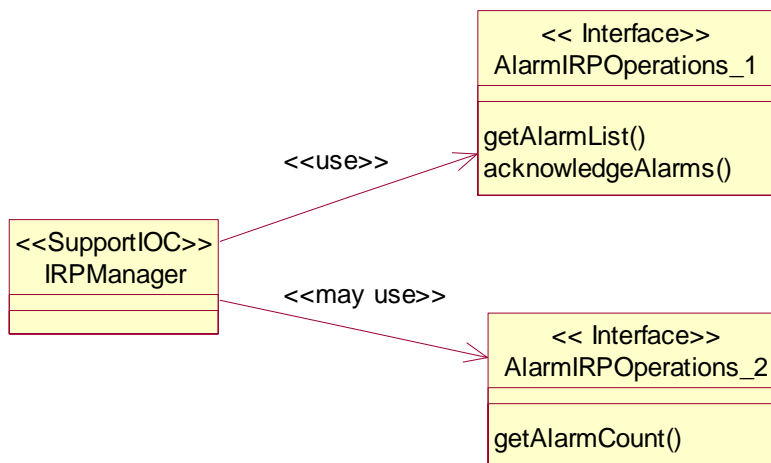 << Interface>>
AlarmIRPOperations_1
getAlarmList()
acknowledgeAlarms()
<<use>>
<<SupportIOC>>
IRPManager
<<may use>>
<< Interface>>
AlarmIRPOperations_2
getAlarmCount()